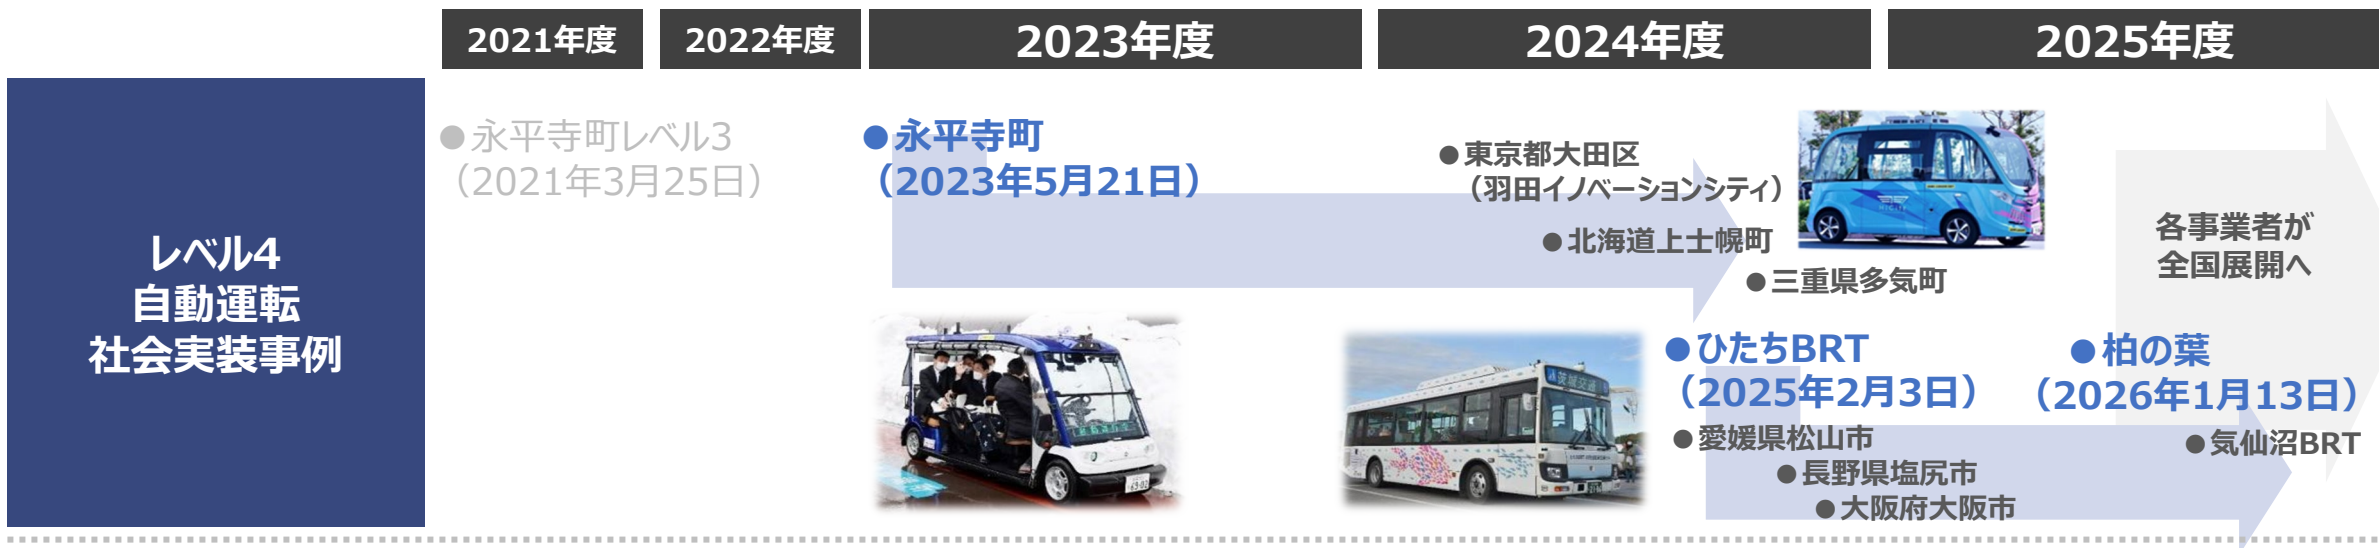 2021年度
2022年度
2023年度
2024年度
2025年度
レベル4
自動運転
社会実装事例
●永平寺町レベル3
（2021年3月25日）
●永平寺町
（2023年5月21日）
●東京都大田区
（羽田イノベーションシティ）
●北海道上士幌町
●三重県多気町
各事業者が
全国展開へ
茨城交通
●ひたちBRT
（2025年2月3日）
●愛媛県松山市
●長野県塩尻市
●大阪府大阪市
●柏の葉
（2026年1月13日）
●気仙沼BRT